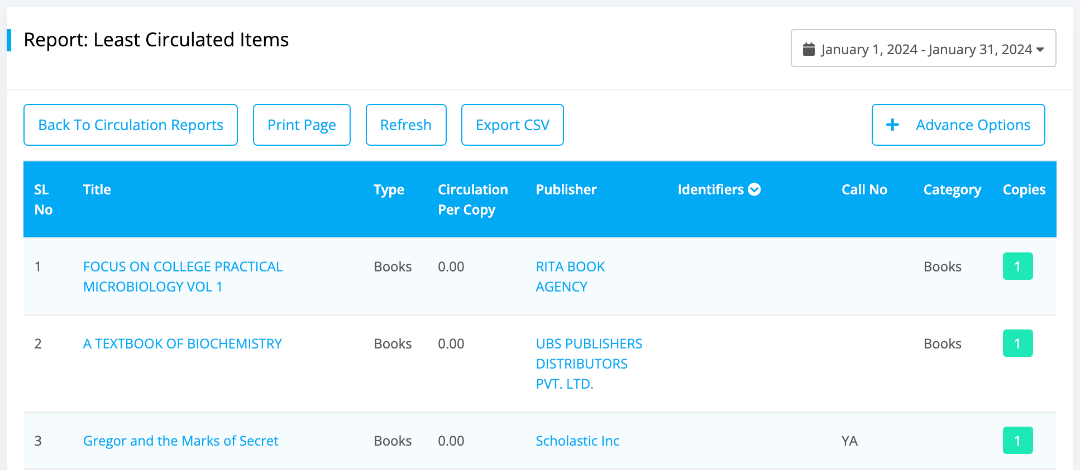 Report: Least Circulated Items
January 1, 2024 - January 31, 2024
Back To Circulation Reports Print Page Refresh Export CSV + Advance Options
SL No Title Type Circulation Per Copy Publisher Identifiers Call No Category Copies
1 FOCUS ON COLLEGE PRACTICAL MICROBIOLOGY VOL 1 Books 0.00 RITA BOOK AGENCY Books 1
2 A TEXTBOOK OF BIOCHEMISTRY Books 0.00 UBS PUBLISHERS DISTRIBUTORS PVT. LTD. Books 1
3 Gregor and the Marks of Secret Books 0.00 Scholastic Inc YA 1